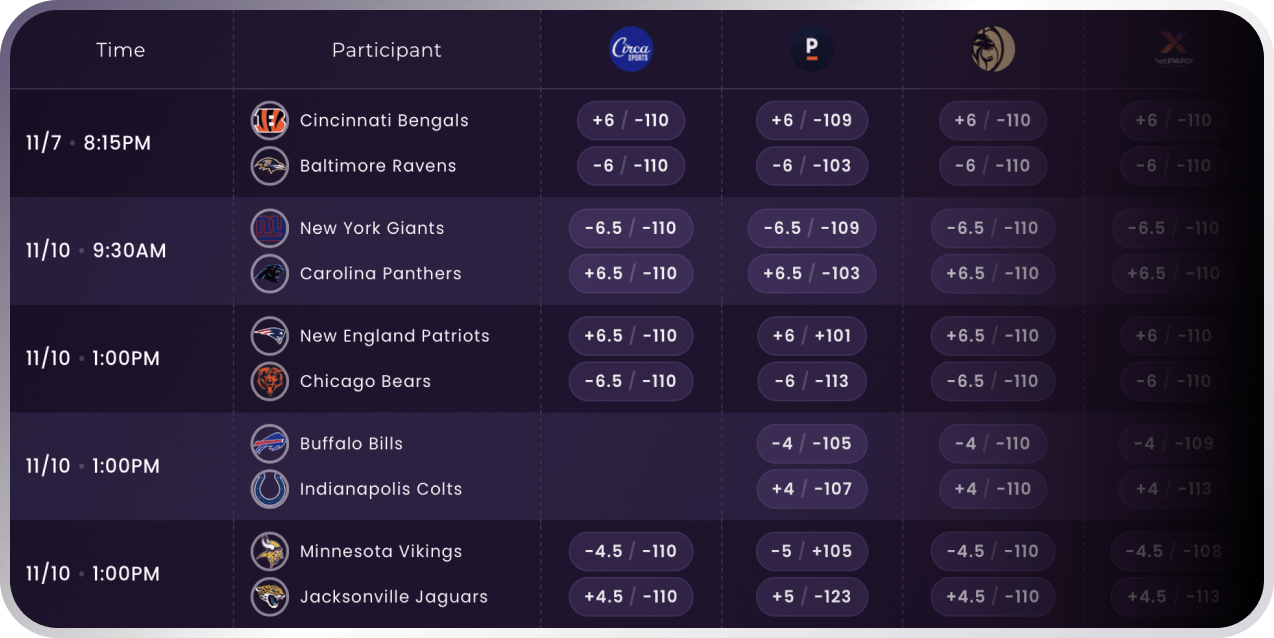 Time Participant Circa SPORTS P X
11/7 • 8:15PM
Cincinnati Bengals +6 / -110 +6 / -109 +6 / -110 +6 / -110
Baltimore Ravens -6 / -110 -6 / -103 -6 / -110 -6 / -110
11/10 • 9:30AM
New York Giants -6.5 / -110 -6.5 / -109 -6.5 / -110 -6.5 / -110
Carolina Panthers +6.5 / -110 +6.5 / -103 +6.5 / -110 +6.5 / -110
11/10 • 1:00PM
New England Patriots +6.5 / -110 +6 / +101 +6.5 / -110 +6 / -110
Chicago Bears -6.5 / -110 -6 / -113 -6.5 / -110 -6 / -110
11/10 • 1:00PM
Buffalo Bills -4 / -105 -4 / -110 -4 / -109
Indianapolis Colts +4 / -107 +4 / -110 +4 / -113
11/10 • 1:00PM
Minnesota Vikings -4.5 / -110 -5 / +105 -4.5 / -110 -4.5 / -108
Jacksonville Jaguars +4.5 / -110 +5 / -123 +4.5 / -110 +4.5 / -113